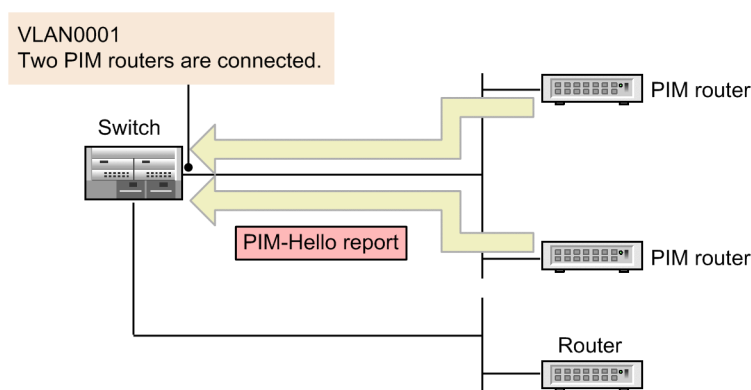 VLAN0001
Two PIM routers are connected.
PIM router
Switch
PIM-Hello report
PIM router
Router